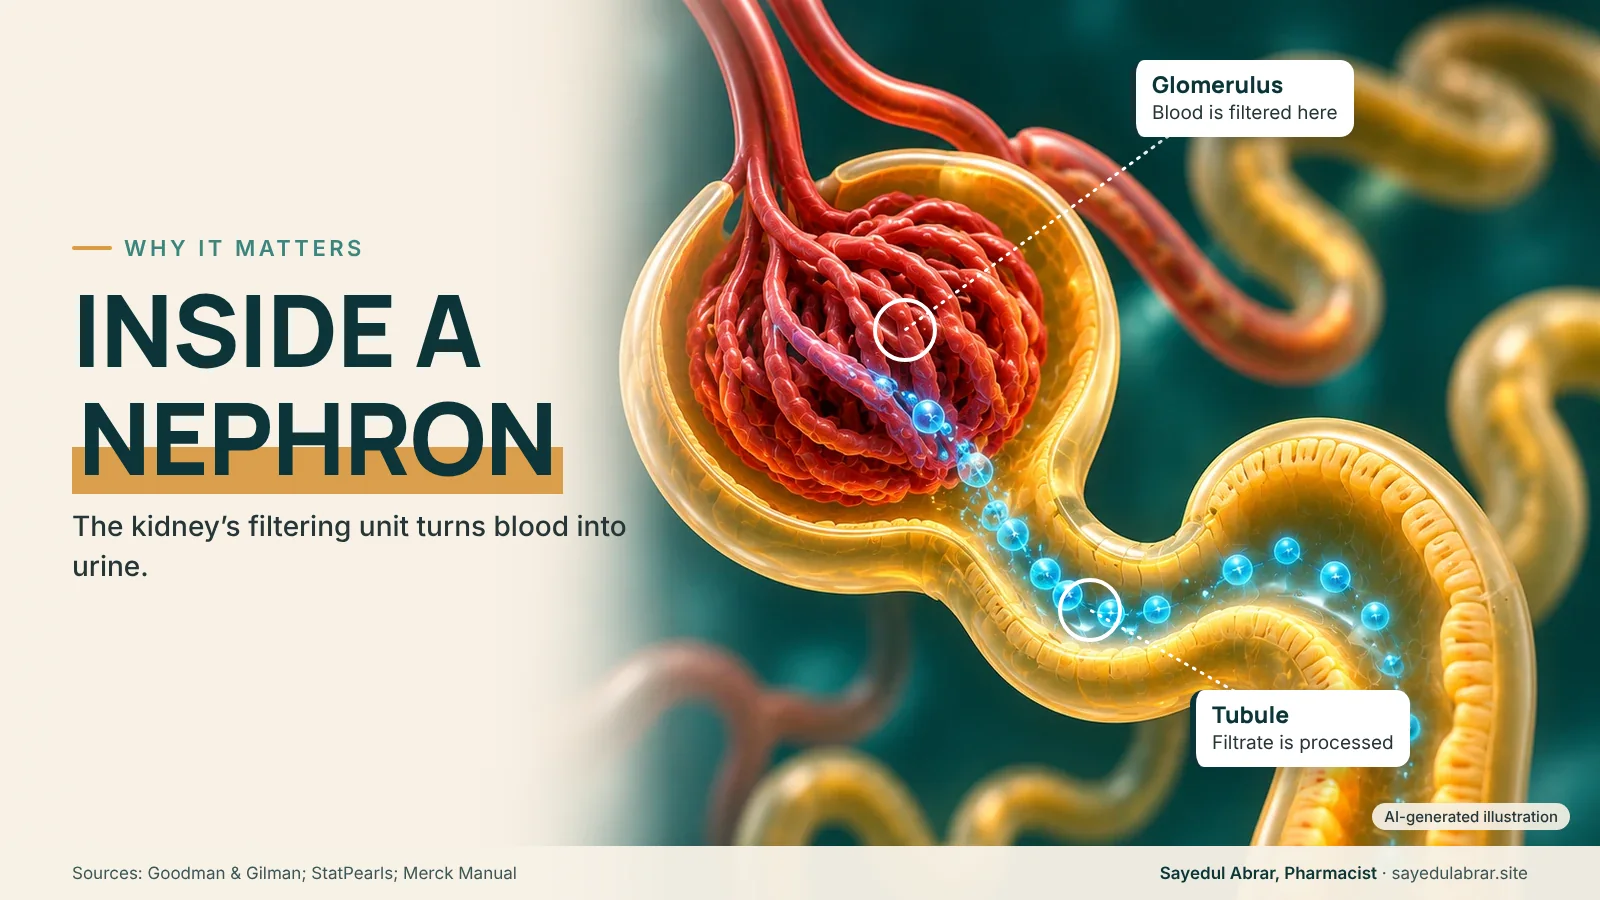 WHY IT MATTERS
INSIDE A
NEPHRON
The kidney’s filtering unit turns blood into
urine.
Glomerulus
Blood is filtered here
Tubule
Filtrate is processed
AI-generated illustration
Sources: Goodman & Gilman; StatPearls; Merck Manual
Sayedul Abrar, Pharmacist · sayedulabrar.site